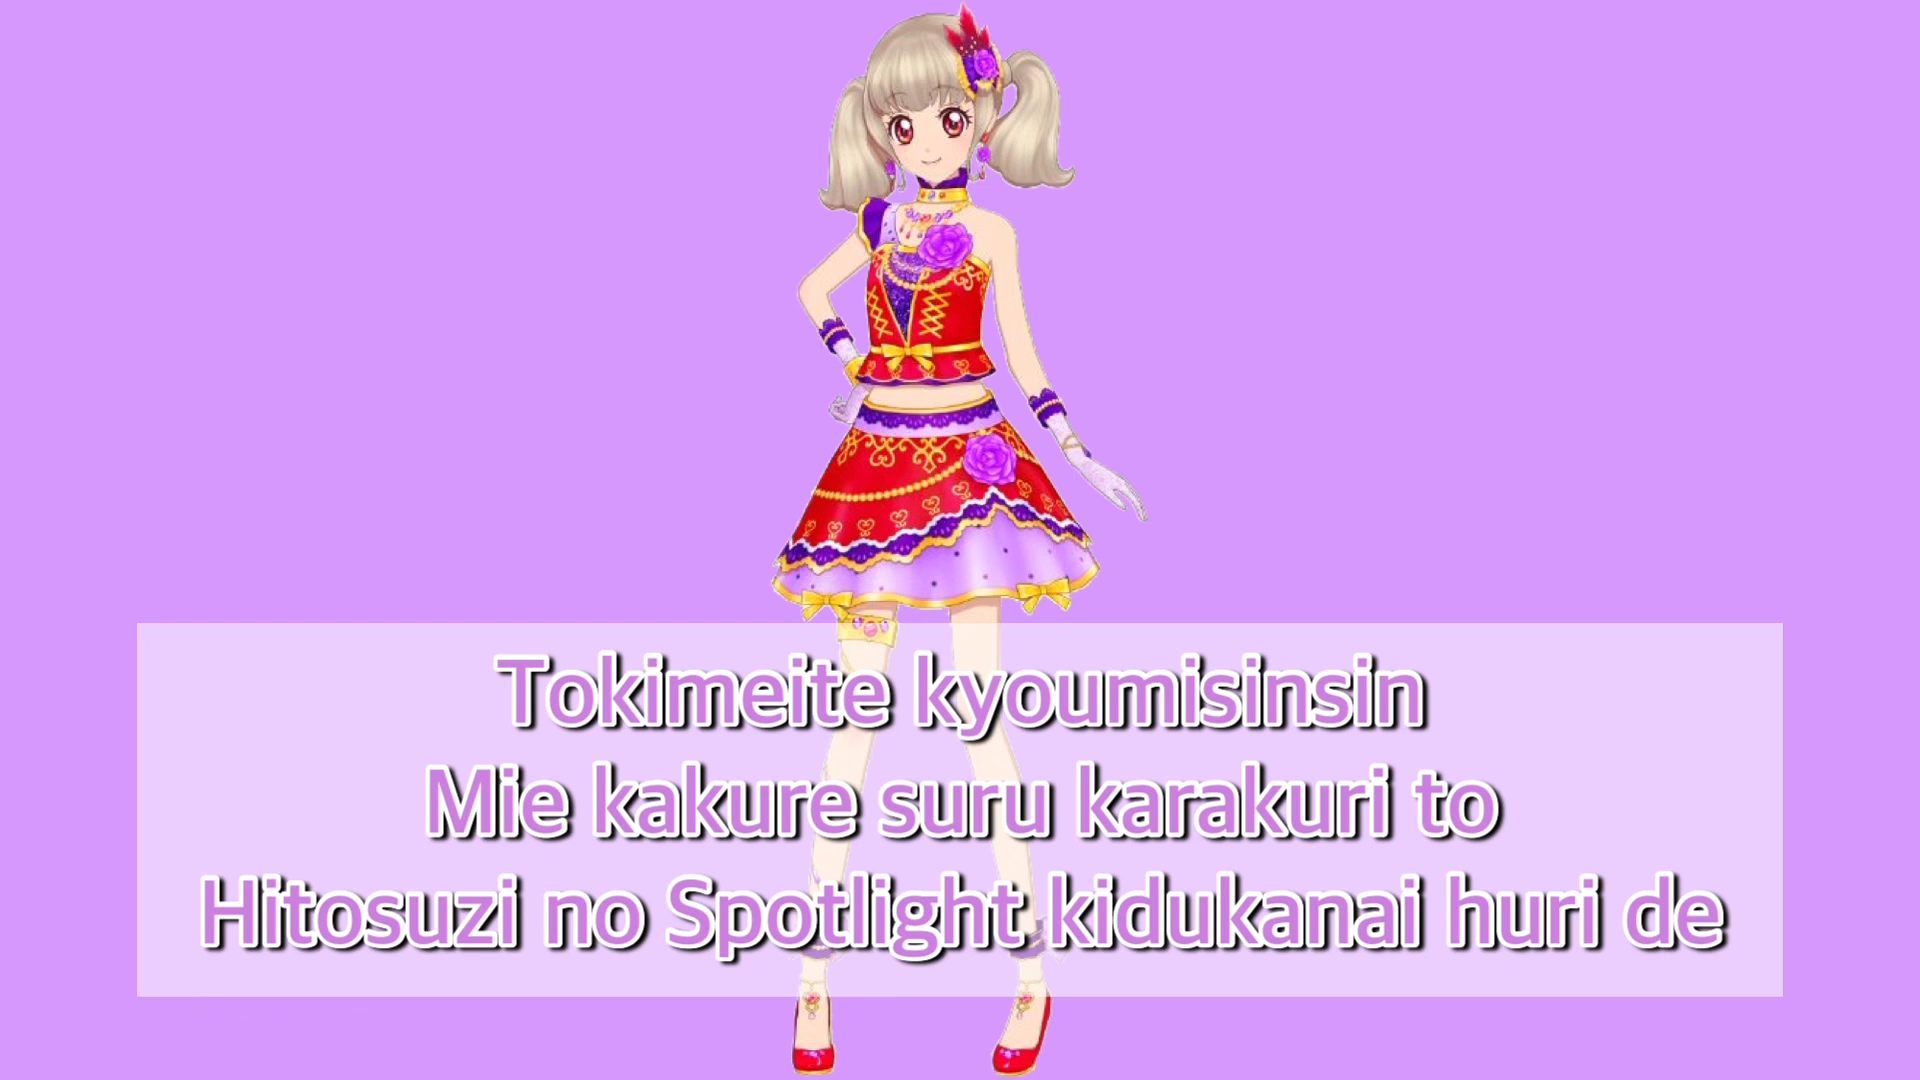 Tokimeite kyoumisinsin
Mie kakure suru karakuri to
Hitosuzi no Spotlight kidukanai huri de